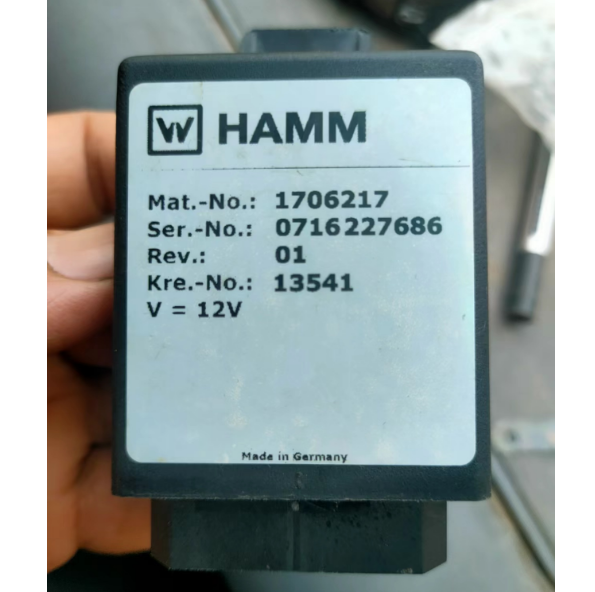 W HAMM
Mat.-No.: 1706217
Ser.-No.: 0716227686
Rev.: 01
Kre.-No.: 13541
V = 12V
Made in Germany